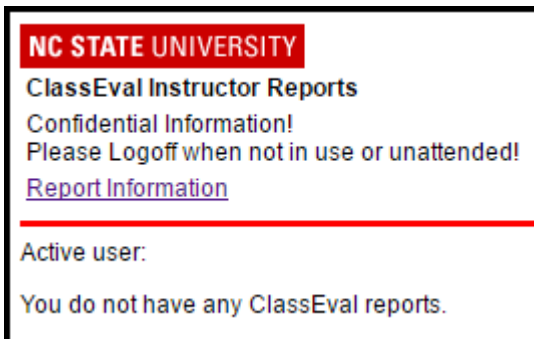 NC STATE UNIVERSITY
ClassEval Instructor Reports
Confidential Information!
Please Logoff when not in use or unattended!
Report Information
Active user:
You do not have any ClassEval reports.